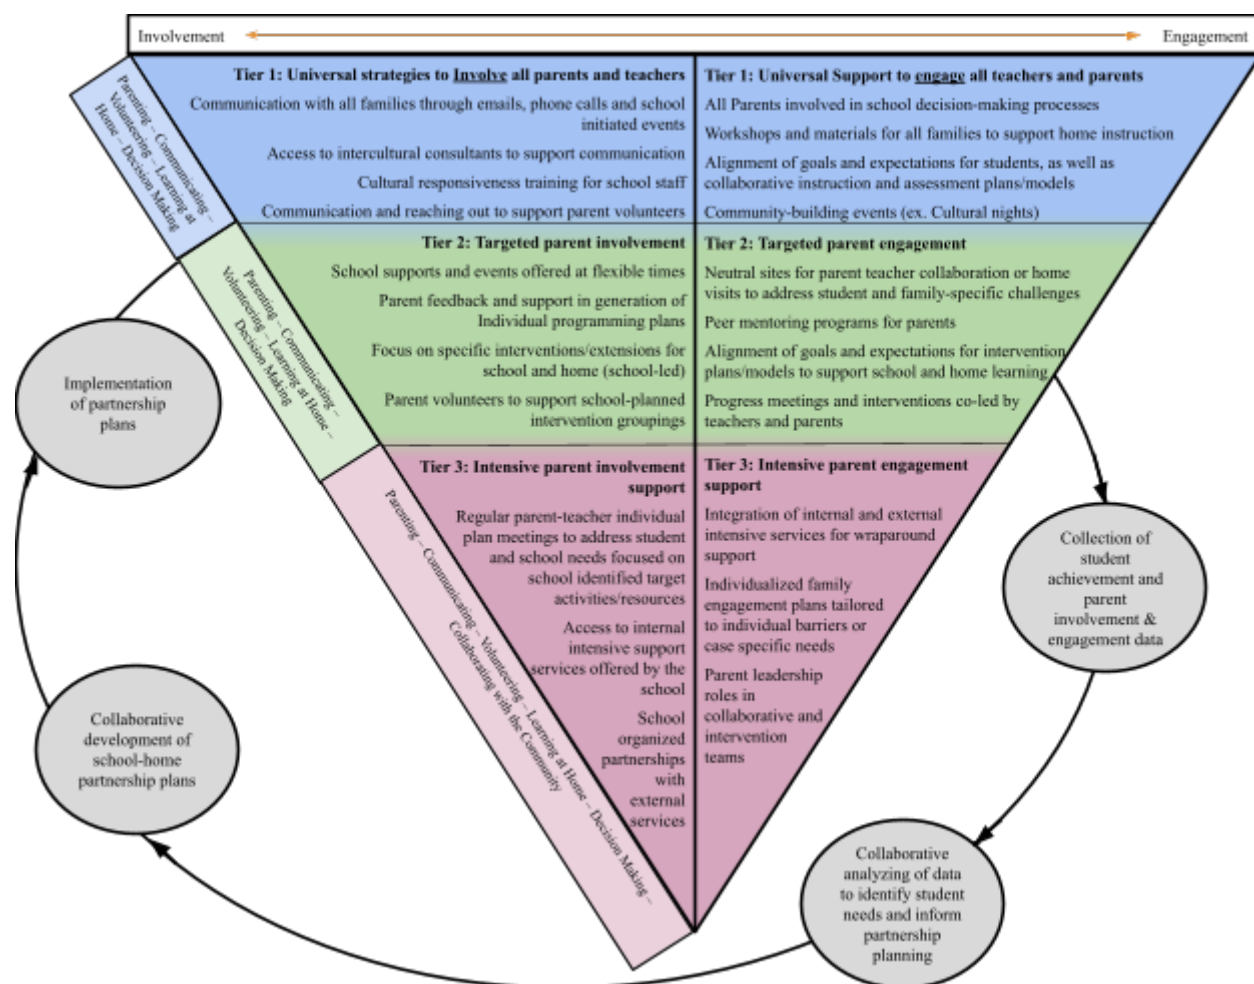 Involvement
Engagement
Tier 1: Universal strategies to Involve all parents and teachers
Communication with all families through emails, phone calls and school
initiated events
Access to intercultural consultants to support communication
Cultural responsiveness training for school staff
Communication and reaching out to support parent volunteers
Tier 1: Universal Support to engage all teachers and parents
All Parents involved in school decision-making processes
Workshops and materials for all families to support home instruction
Alignment of goals and expectations for students, as well as
collaborative instruction and assessment plans/models
Community-building events (ex. Cultural nights)
Parenting – Communicating –
Volunteering – Learning at
Home – Decision Making
Tier 2: Targeted parent involvement
School supports and events offered at flexible times
Parent feedback and support in generation of
Individual programming plans
Focus on specific interventions/extensions for
school and home (school-led)
Parent volunteers to support school-planned
intervention groupings
Tier 2: Targeted parent engagement
Neutral sites for parent teacher collaboration or home
visits to address student and family-specific challenges
Peer mentoring programs for parents
Alignment of goals and expectations for intervention
plans/models to support school and home learning
Progress meetings and interventions co-led by
teachers and parents
Parenting – Communicating –
Volunteering – Learning at Home –
Decision Making
Tier 3: Intensive parent involvement
support
Regular parent-teacher individual
plan meetings to address student
and school needs focused on
school identified target
activities/resources
Access to internal
intensive support
services offered by the
school
School
organized
partnerships
with
external
services
Tier 3: Intensive parent engagement
support
Integration of internal and external
intensive services for wraparound
support
Individualized family
engagement plans tailored
to individual barriers or
case specific needs
Parent leadership
roles in
collaborative and
intervention
teams
Parenting – Communicating – Volunteering – Learning at Home – Decision Making –
Collaborating with the Community
Implementation
of partnership
plans
Collection of
student
achievement and
parent
involvement &
engagement data
Collaborative
analyzing of data
to identify student
needs and inform
partnership
planning
Collaborative
development of
school-home
partnership plans